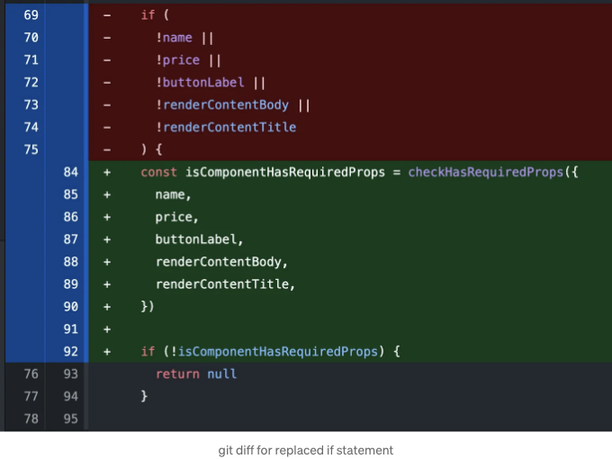 69 - if (
70 - !name ||
71 - !price ||
72 - !buttonLabel ||
73 - !renderContentBody ||
74 - !renderContentTitle
75 - ) {
84 + const isComponentHasRequiredProps = checkHasRequiredProps({
85 + name,
86 + price,
87 + buttonLabel,
88 + renderContentBody,
89 + renderContentTitle,
90 + })
91 +
92 + if (!isComponentHasRequiredProps) {
76 93 return null
77 94 }
78 95
git diff for replaced if statement